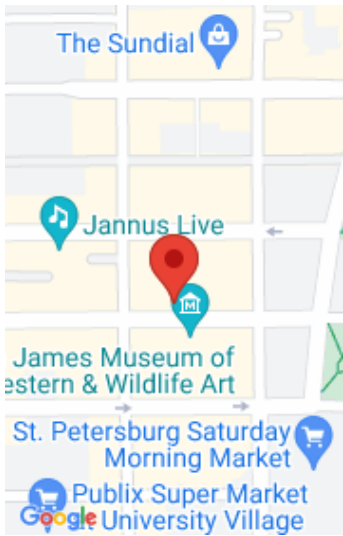 The Sundial
Jannus Live
M
James Museum of
estern & Wildlife Art
St. Petersburg Saturday
Morning Market
Publix Super Market
Google t University Village